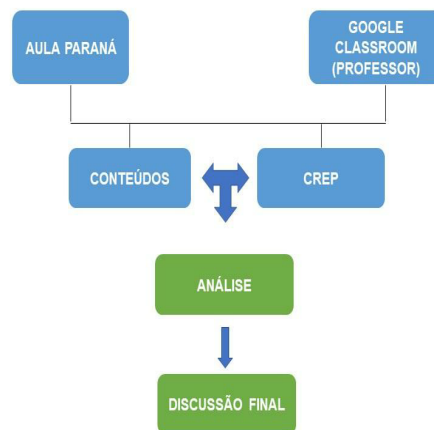 AULA PARANÁ
GOOGLE
CLASSROOM
(PROFESSOR)
CONTEÚDOS
CREP
ANÁLISE
DISCUSSÃO FINAL